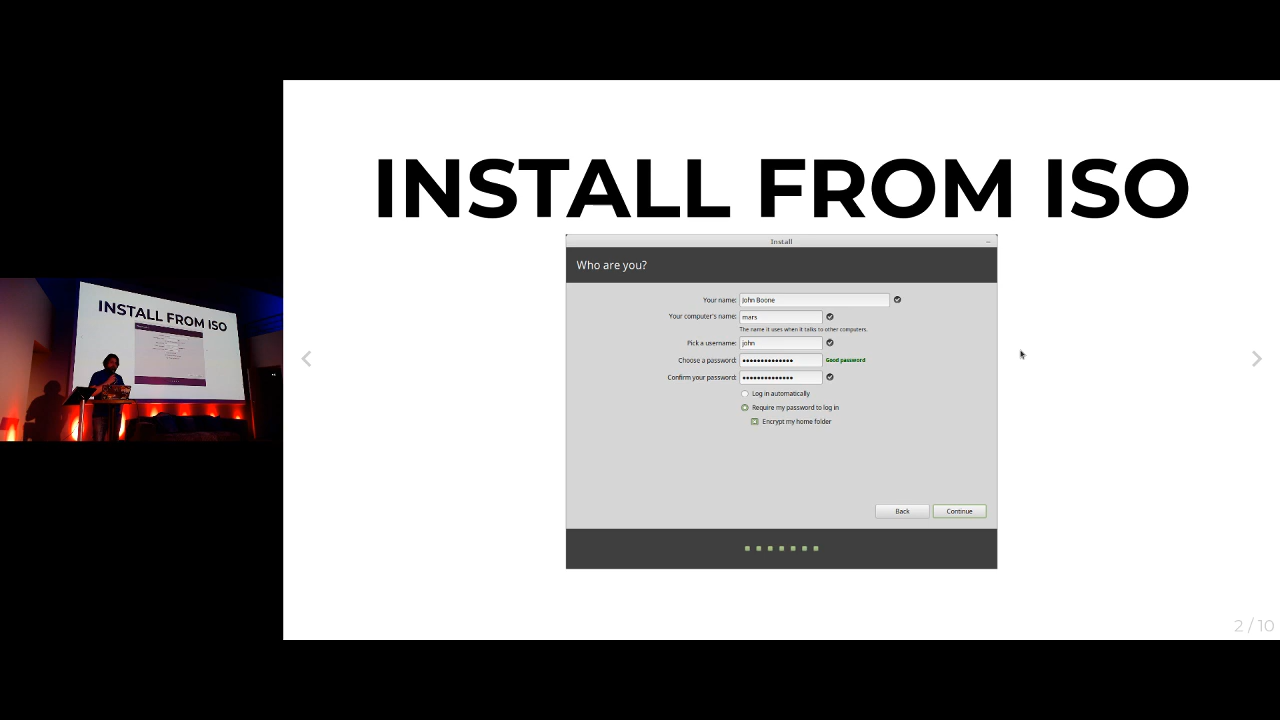 INSTALL FROM ISO
Install
Who are you?
Your name: John Boone
Your computer's name: mars
The name it uses when it talks to other computers.
Pick a username: john
Choose a password: •••••••••••••• Good password
Confirm your password: ••••••••••••••
Log in automatically
Require my password to log in
Encrypt my home folder
Back Continue
2 / 10
INSTALL FROM ISO